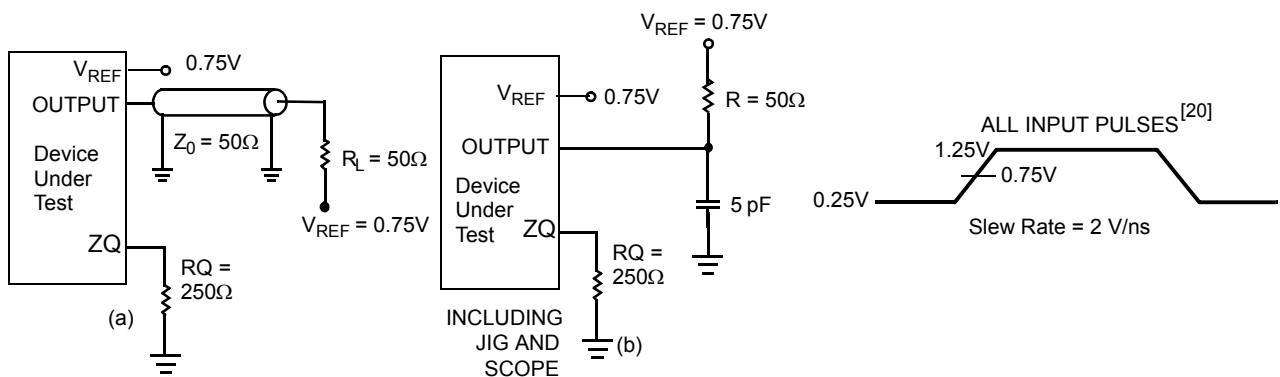 V_REF
0.75V
OUTPUT
Z_0 = 50Ω
Device
Under
Test
R_L = 50Ω
V_REF = 0.75V
ZQ
RQ =
250Ω
(a)
V_REF = 0.75V
R = 50Ω
V_REF
0.75V
OUTPUT
Device
Under
Test
5 pF
ZQ
RQ =
250Ω
INCLUDING
JIG AND
SCOPE
(b)
ALL INPUT PULSES[20]
1.25V
0.75V
0.25V
Slew Rate = 2 V/ns